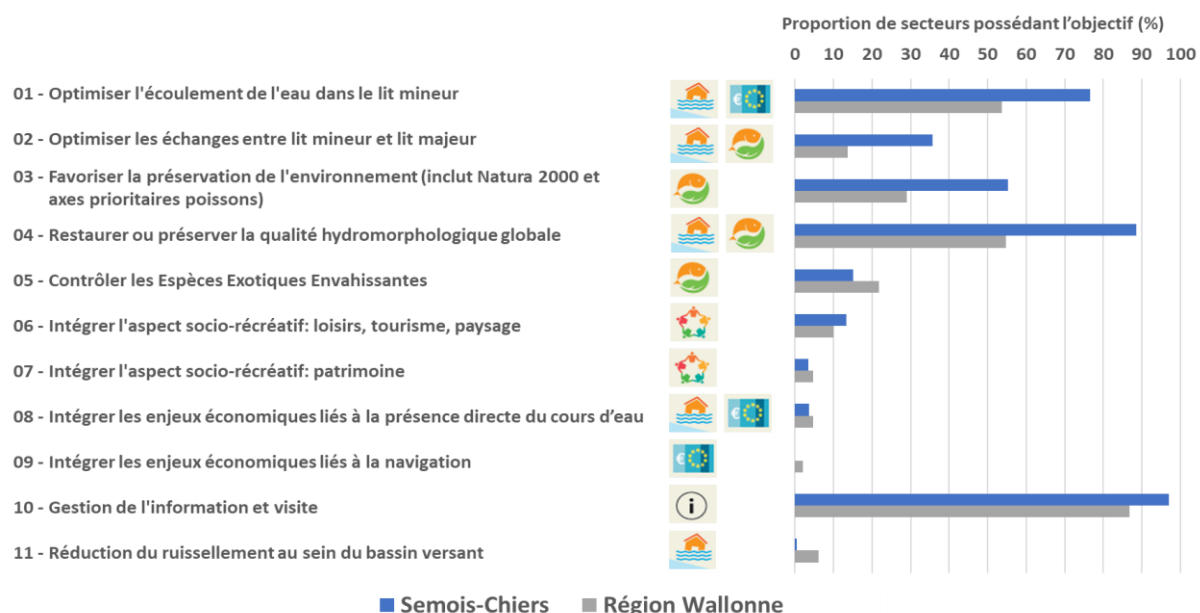 Proportion de secteurs possédant l’objectif (%)
0 10 20 30 40 50 60 70 80 90 100
01 - Optimiser l'écoulement de l'eau dans le lit mineur
02 - Optimiser les échanges entre lit mineur et lit majeur
03 - Favoriser la préservation de l'environnement (inclut Natura 2000 et
axes prioritaires poissons)
04 - Restaurer ou préserver la qualité hydromorphologique globale
05 - Contrôler les Espèces Exotiques Envahissantes
06 - Intégrer l'aspect socio-récréatif: loisirs, tourisme, paysage
07 - Intégrer l'aspect socio-récréatif: patrimoine
08 - Intégrer les enjeux économiques liés à la présence directe du cours d’eau
09 - Intégrer les enjeux économiques liés à la navigation
10 - Gestion de l'information et visite
11 - Réduction du ruissellement au sein du bassin versant
Semois-Chiers Région Wallonne